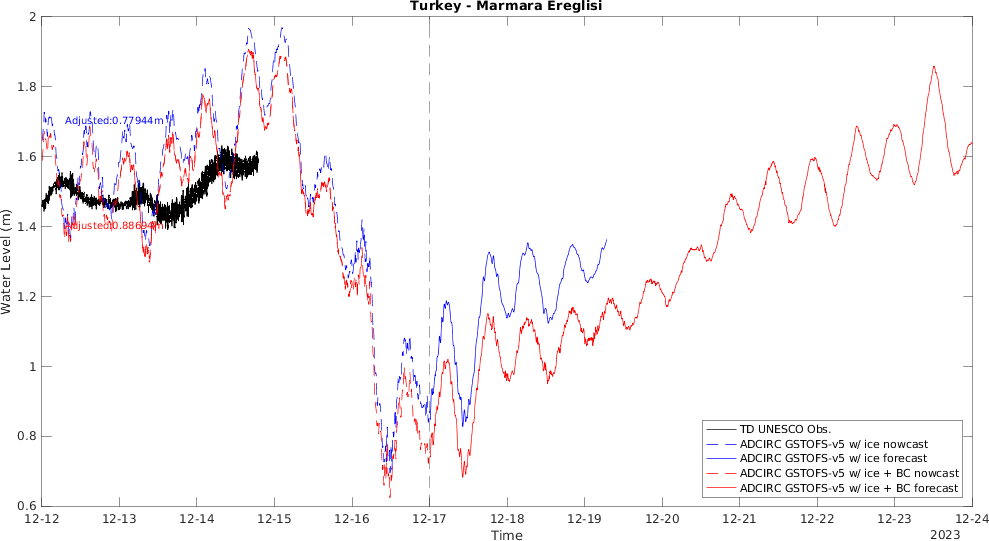 Turkey - Marmara Ereglisi
2
1.8
1.6
1.4
1.2
1
0.8
0.6
Water Level (m)
Adjusted:0.77944m
Adjusted:0.88694m
TD UNESCO Obs.
ADCIRC GSTOFS-v5 w/ ice nowcast
ADCIRC GSTOFS-v5 w/ ice forecast
ADCIRC GSTOFS-v5 w/ ice + BC nowcast
ADCIRC GSTOFS-v5 w/ ice + BC forecast
12-12 12-13 12-14 12-15 12-16 12-17 12-18 12-19 12-20 12-21 12-22 12-23 12-24
Time
2023